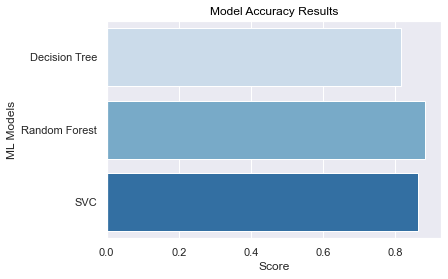 Model Accuracy Results
ML Models
Decision Tree
Random Forest
SVC
0.0 0.2 0.4 0.6 0.8
Score